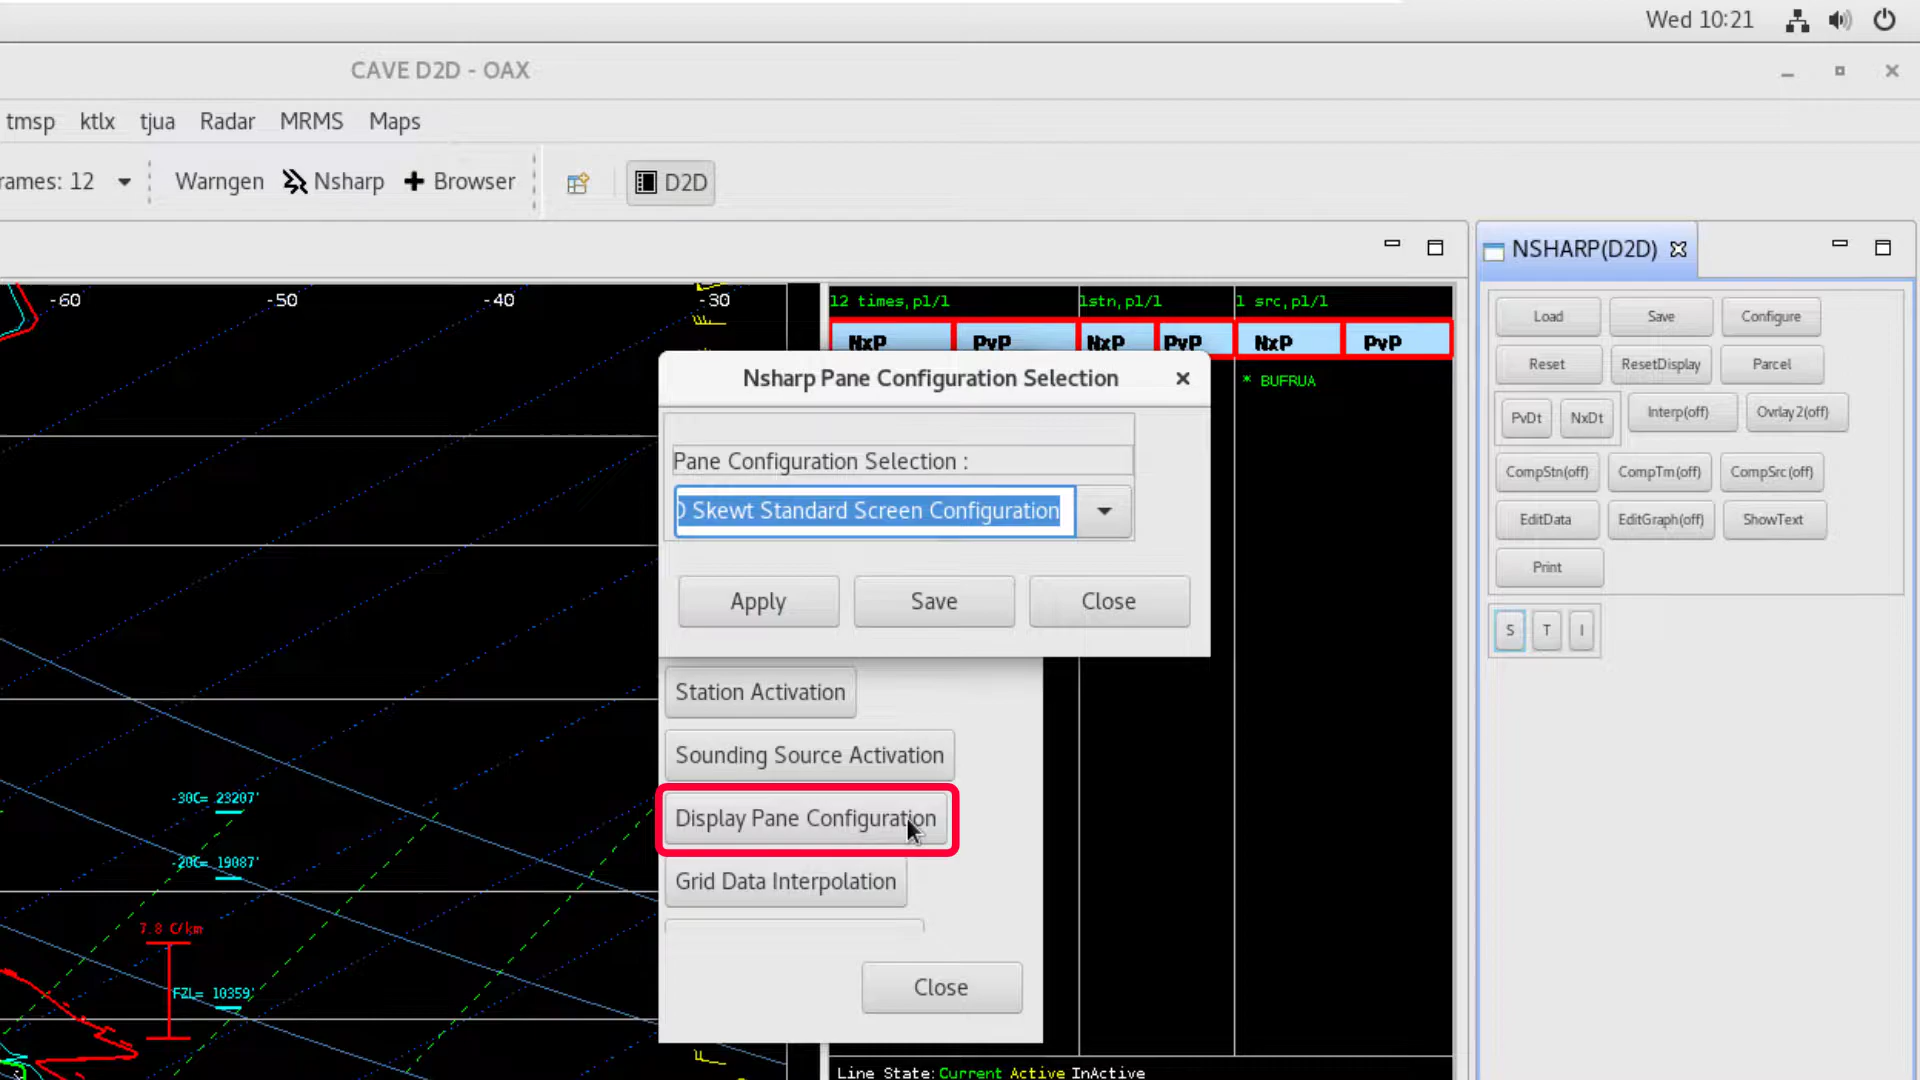 Wed 10:21
CAVE D2D - OAX
tmsp ktlx tjua Radar MRMS Maps
rames: 12 Warngen Nsharp Browser D2D
NSHARP(D2D)
-60 -50 -40 -30
12 times,pl/1 1stn,pl/1 1 src,pl/1
NxP PvP NxP PvP NxP PvP
* BUFRUA
Nsharp Pane Configuration Selection
Pane Configuration Selection :
D Skewt Standard Screen Configuration
Apply Save Close
Station Activation
Sounding Source Activation
Display Pane Configuration
Grid Data Interpolation
Close
Load Save Configure
Reset ResetDisplay Parcel
PvDt NxDt Interp(off) Ovrlay2(off)
CompStn(off) CompTm(off) CompSrc(off)
EditData EditGraph(off) ShowText
Print
S T I
-30C= 23207'
-20C= 19087'
7.8 C/km
FZL= 10359'
Line State: Current Active InActive